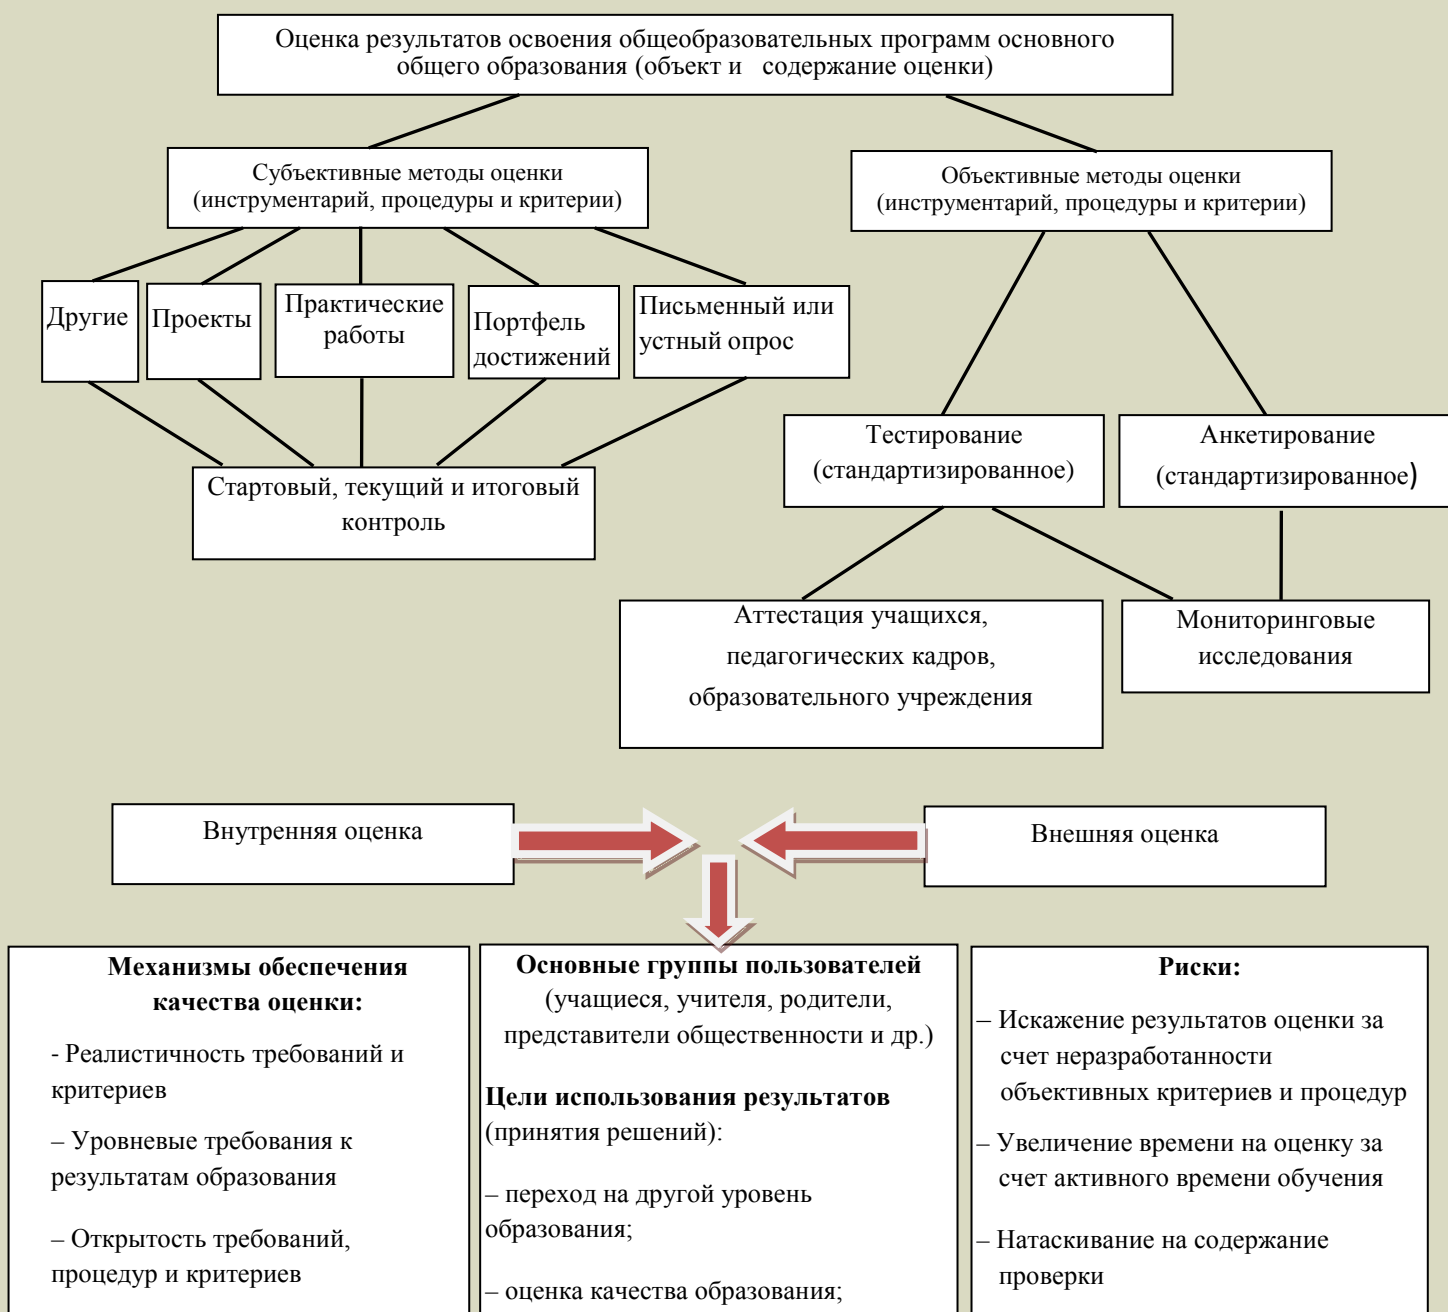 Оценка результатов освоения общеобразовательных программ основного
общего образования (объект и содержание оценки)
Субъективные методы оценки
(инструментарий, процедуры и критерии)
Объективные методы оценки
(инструментарий, процедуры и критерии)
Другие
Проекты
Практические
работы
Портфель
достижений
Письменный или
устный опрос
Тестирование
(стандартизированное)
Анкетирование
(стандартизированное)
Стартовый, текущий и итоговый
контроль
Аттестация учащихся,
педагогических кадров,
образовательного учреждения
Мониторинговые
исследования
Внутренняя оценка
Внешняя оценка
Механизмы обеспечения
качества оценки:
- Реалистичность требований и
критериев
– Уровневые требования к
результатам образования
– Открытость требований,
процедур и критериев
Основные группы пользователей
(учащиеся, учителя, родители,
представители общественности и др.)
Цели использования результатов
(принятия решений):
– переход на другой уровень
образования;
– оценка качества образования;
Риски:
– Искажение результатов оценки за
счет неразработанности
объективных критериев и процедур
– Увеличение времени на оценку за
счет активного времени обучения
– Натаскивание на содержание
проверки